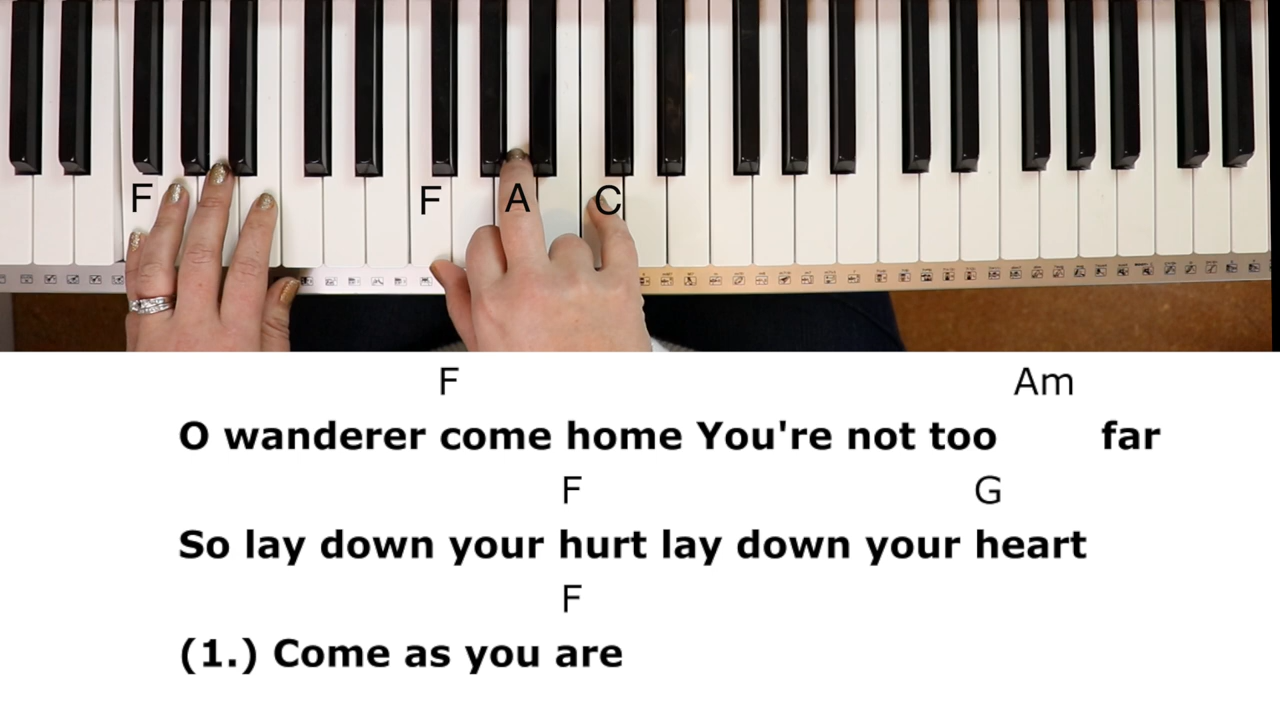 F F A C
F Am
O wanderer come home You're not too far
F G
So lay down your hurt lay down your heart
F
(1.) Come as you are